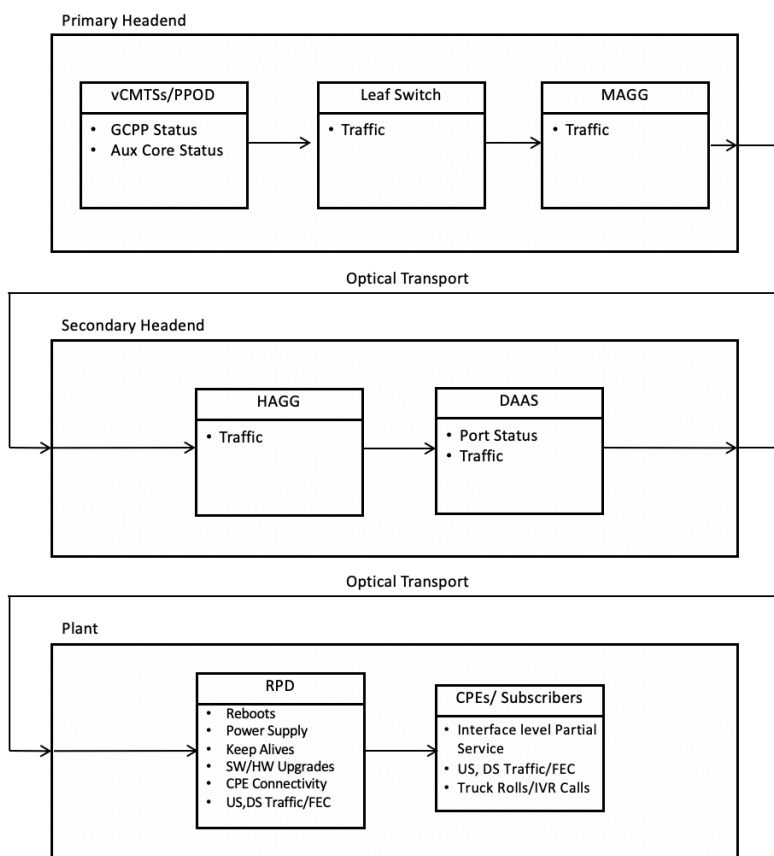 Primary Headend
vCMTSs/PPOD
• GCPP Status
• Aux Core Status
Leaf Switch
• Traffic
MAGG
• Traffic
Optical Transport
Secondary Headend
HAGG
• Traffic
DAAS
• Port Status
• Traffic
Optical Transport
Plant
RPD
• Reboots
• Power Supply
• Keep Alives
• SW/HW Upgrades
• CPE Connectivity
• US,DS Traffic/FEC
CPEs/ Subscribers
• Interface level Partial
Service
• US, DS Traffic/FEC
• Truck Rolls/IVR Calls